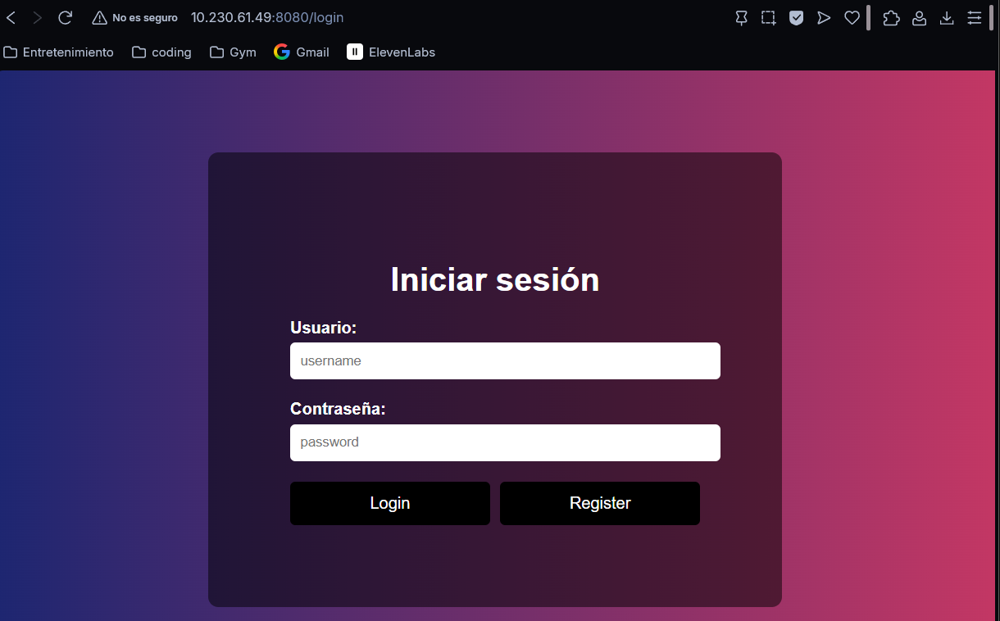 No es seguro 10.230.61.49:8080/login
Entretenimiento coding Gym Gmail ElevenLabs
Iniciar sesión
Usuario:
username
Contraseña:
password
Login Register